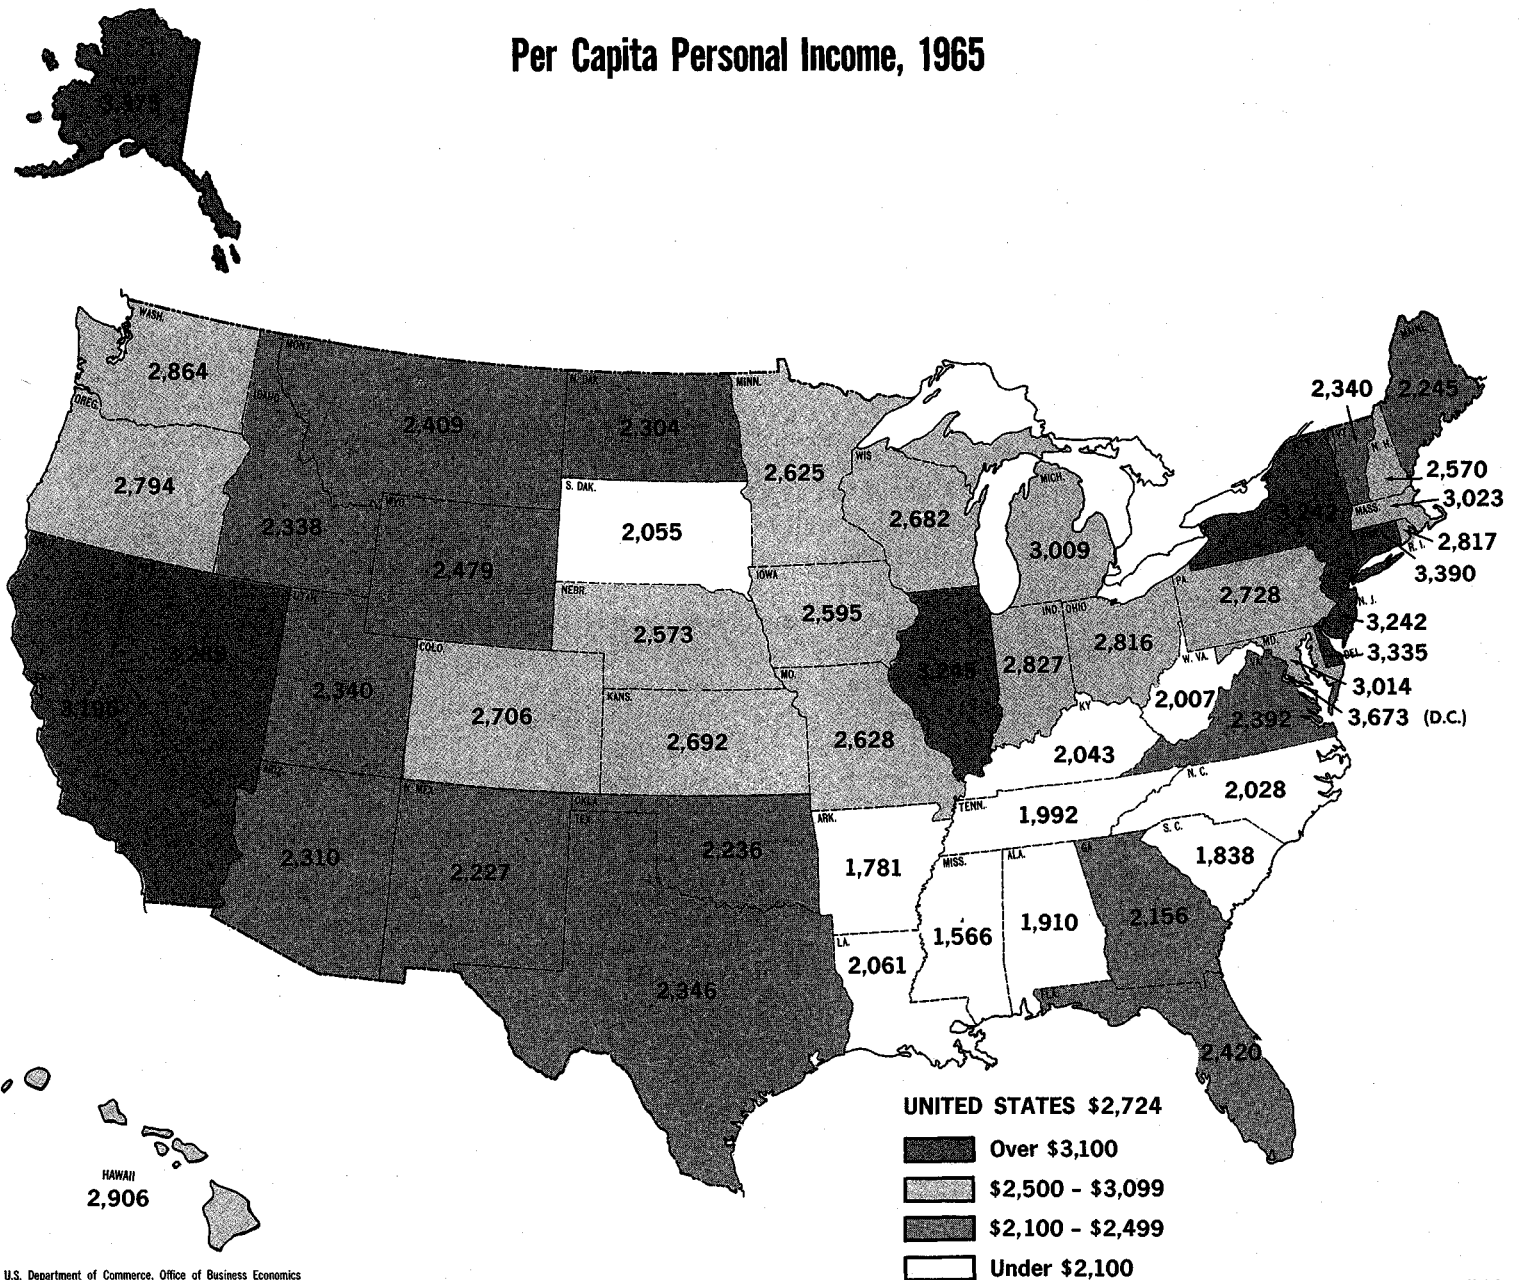 Per Capita Personal Income, 1965
WASH.
2,864
OREG.
2,794
MONT.
2,409
IDAHO
2,338
WYO.
2,479
N. DAK.
2,304
S. DAK.
2,055
NEBR.
2,573
MINN.
2,625
WIS
2,682
MICH.
3,009
IOWA
2,595
UTAH
2,340
COLO.
2,706
KANS.
2,692
MO.
2,628
IND.
2,827
OHIO
2,816
PA.
2,728
MAINE
2,245
2,340
N. H.
2,570
MASS.
3,023
R. I.
2,817
3,390
N. J.
3,242
DEL.
3,335
MD.
3,014
3,673 (D.C.)
W. VA.
2,007
VA.
2,392
KY
2,043
TENN.
1,992
N. C.
2,028
S. C.
1,838
ARIZ.
2,310
N. MEX.
2,227
OKLA.
2,236
TEX.
2,346
ARK.
1,781
LA.
2,061
MISS.
1,566
ALA.
1,910
GA.
2,156
FLA.
2,420
HAWAII
2,906
UNITED STATES $2,724
Over $3,100
$2,500 - $3,099
$2,100 - $2,499
Under $2,100
U.S. Department of Commerce, Office of Business Economics